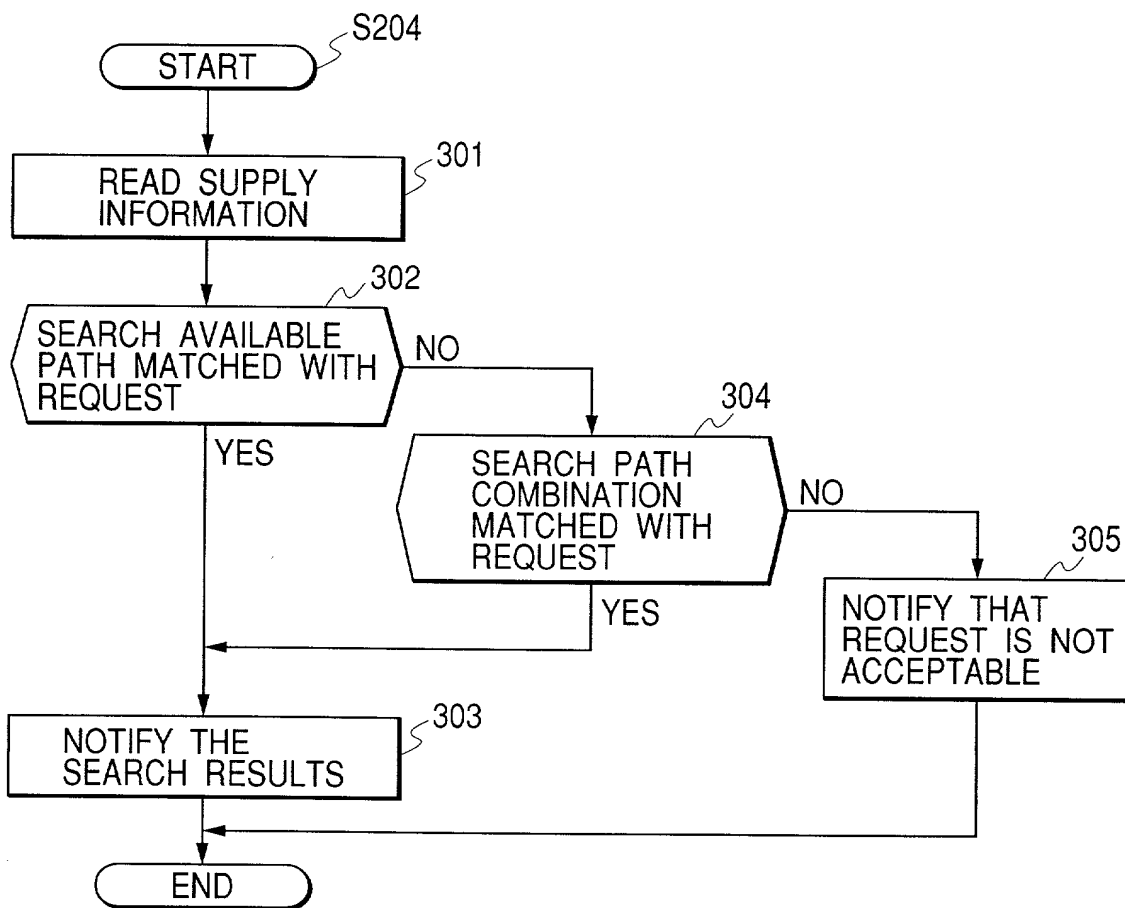 S204
START
301
READ SUPPLY
INFORMATION
302
SEARCH AVAILABLE
PATH MATCHED WITH
REQUEST
NO
YES
304
SEARCH PATH
COMBINATION
MATCHED WITH
REQUEST
NO
YES
305
NOTIFY THAT
REQUEST IS NOT
ACCEPTABLE
303
NOTIFY THE
SEARCH RESULTS
END